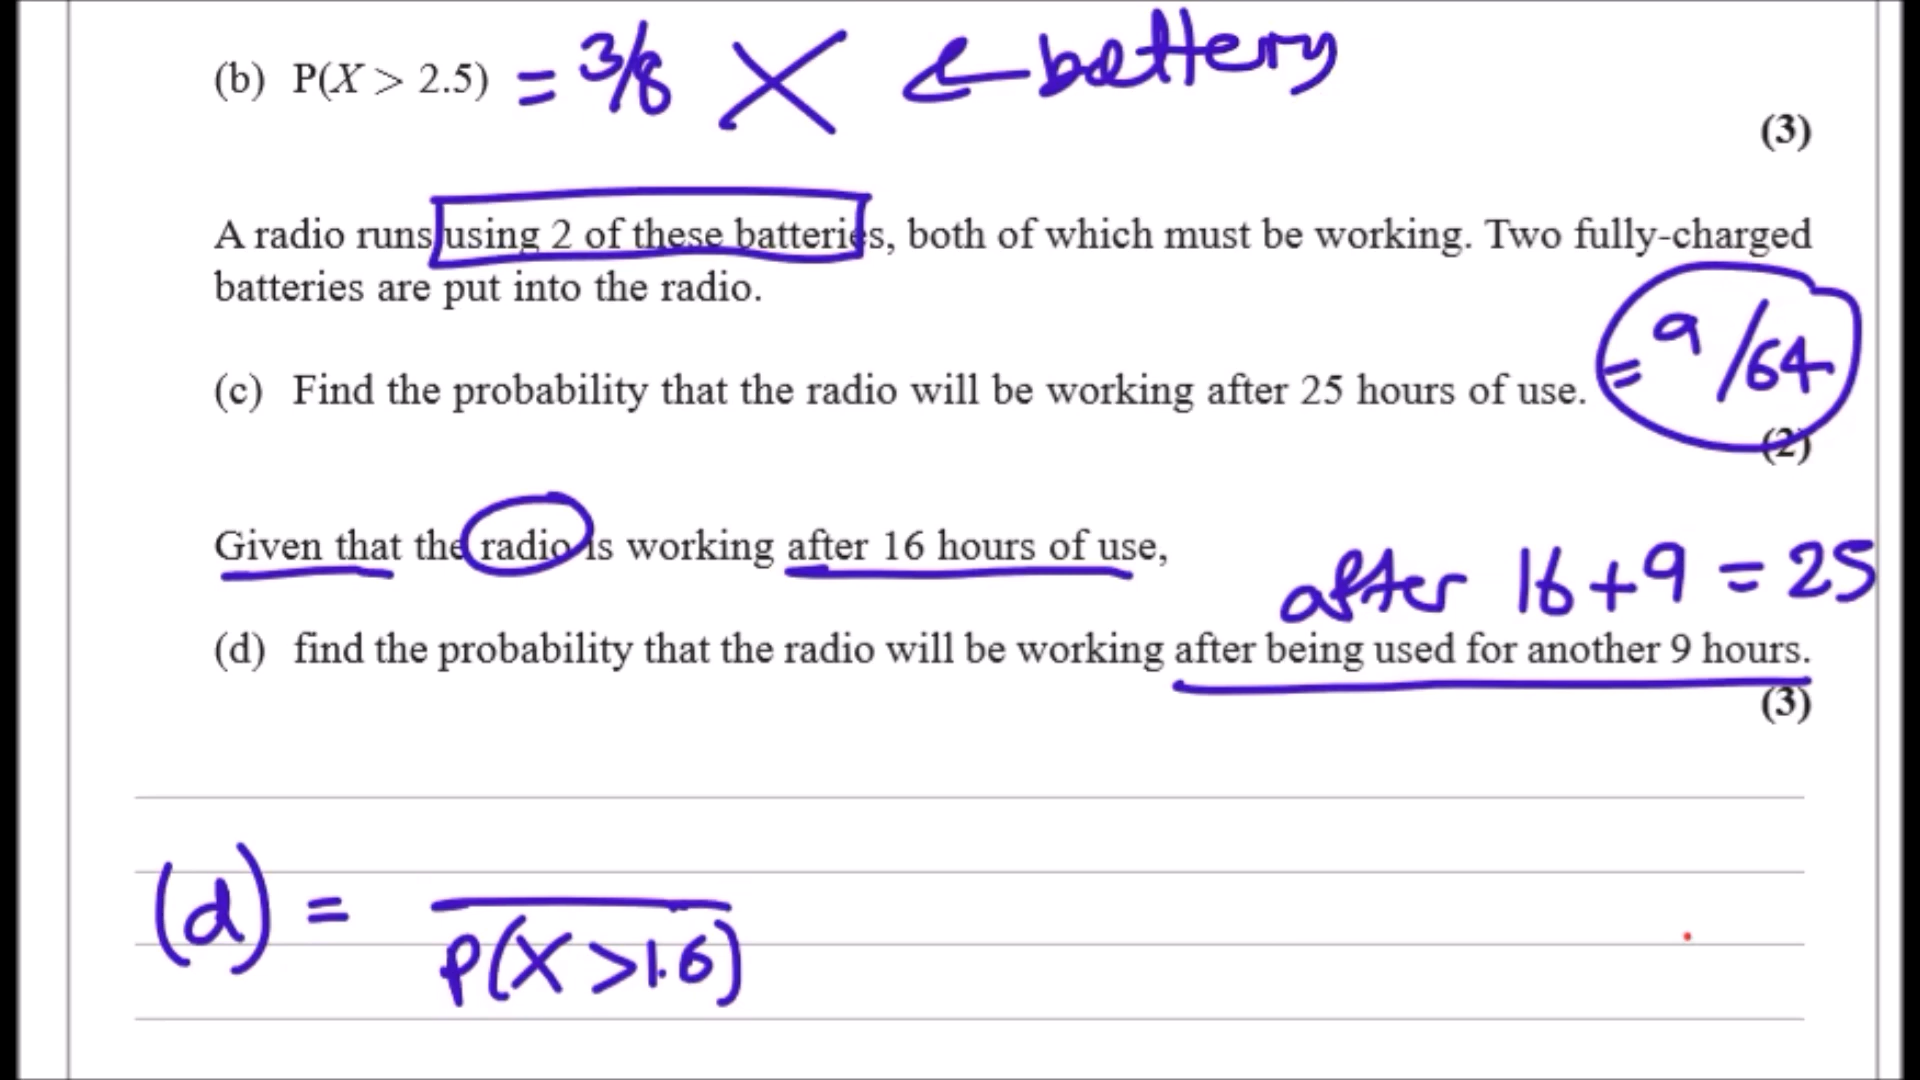 (b) P(X > 2.5) = 3/8 X ← battery
(3)
A radio runs using 2 of these batteries, both of which must be working. Two fully-charged
batteries are put into the radio.
(c) Find the probability that the radio will be working after 25 hours of use. = 9/64
(2)
Given that the radio is working after 16 hours of use,
after 16 + 9 = 25
(d) find the probability that the radio will be working after being used for another 9 hours.
(3)
(d) =
P(X > 1.6)